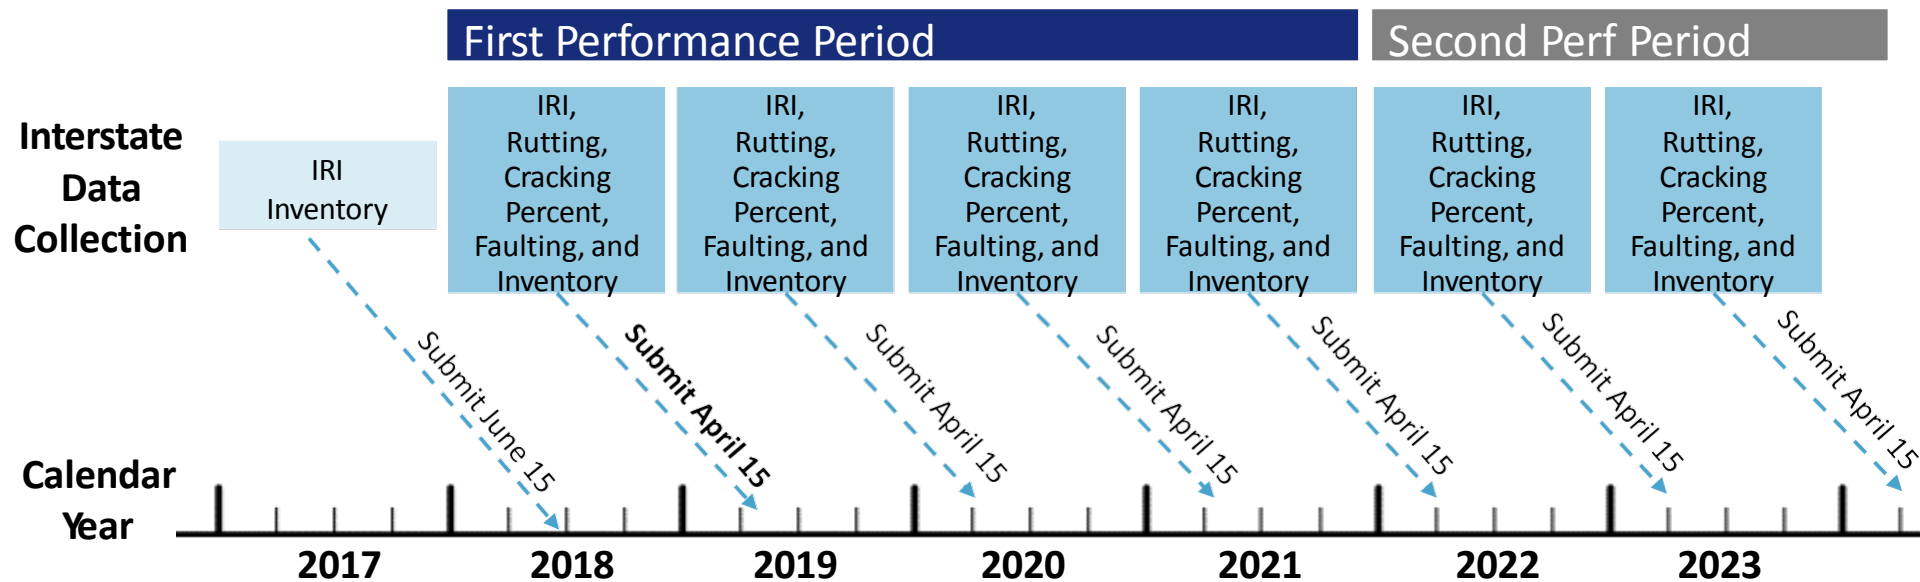 First Performance Period
Second Perf Period
Interstate
Data
Collection
IRI
Inventory
IRI,
Rutting,
Cracking
Percent,
Faulting, and
Inventory
IRI,
Rutting,
Cracking
Percent,
Faulting, and
Inventory
IRI,
Rutting,
Cracking
Percent,
Faulting, and
Inventory
IRI,
Rutting,
Cracking
Percent,
Faulting, and
Inventory
IRI,
Rutting,
Cracking
Percent,
Faulting, and
Inventory
IRI,
Rutting,
Cracking
Percent,
Faulting, and
Inventory
Submit June 15
Submit April 15
Submit April 15
Submit April 15
Submit April 15
Submit April 15
Submit April 15
Calendar
Year
2017
2018
2019
2020
2021
2022
2023